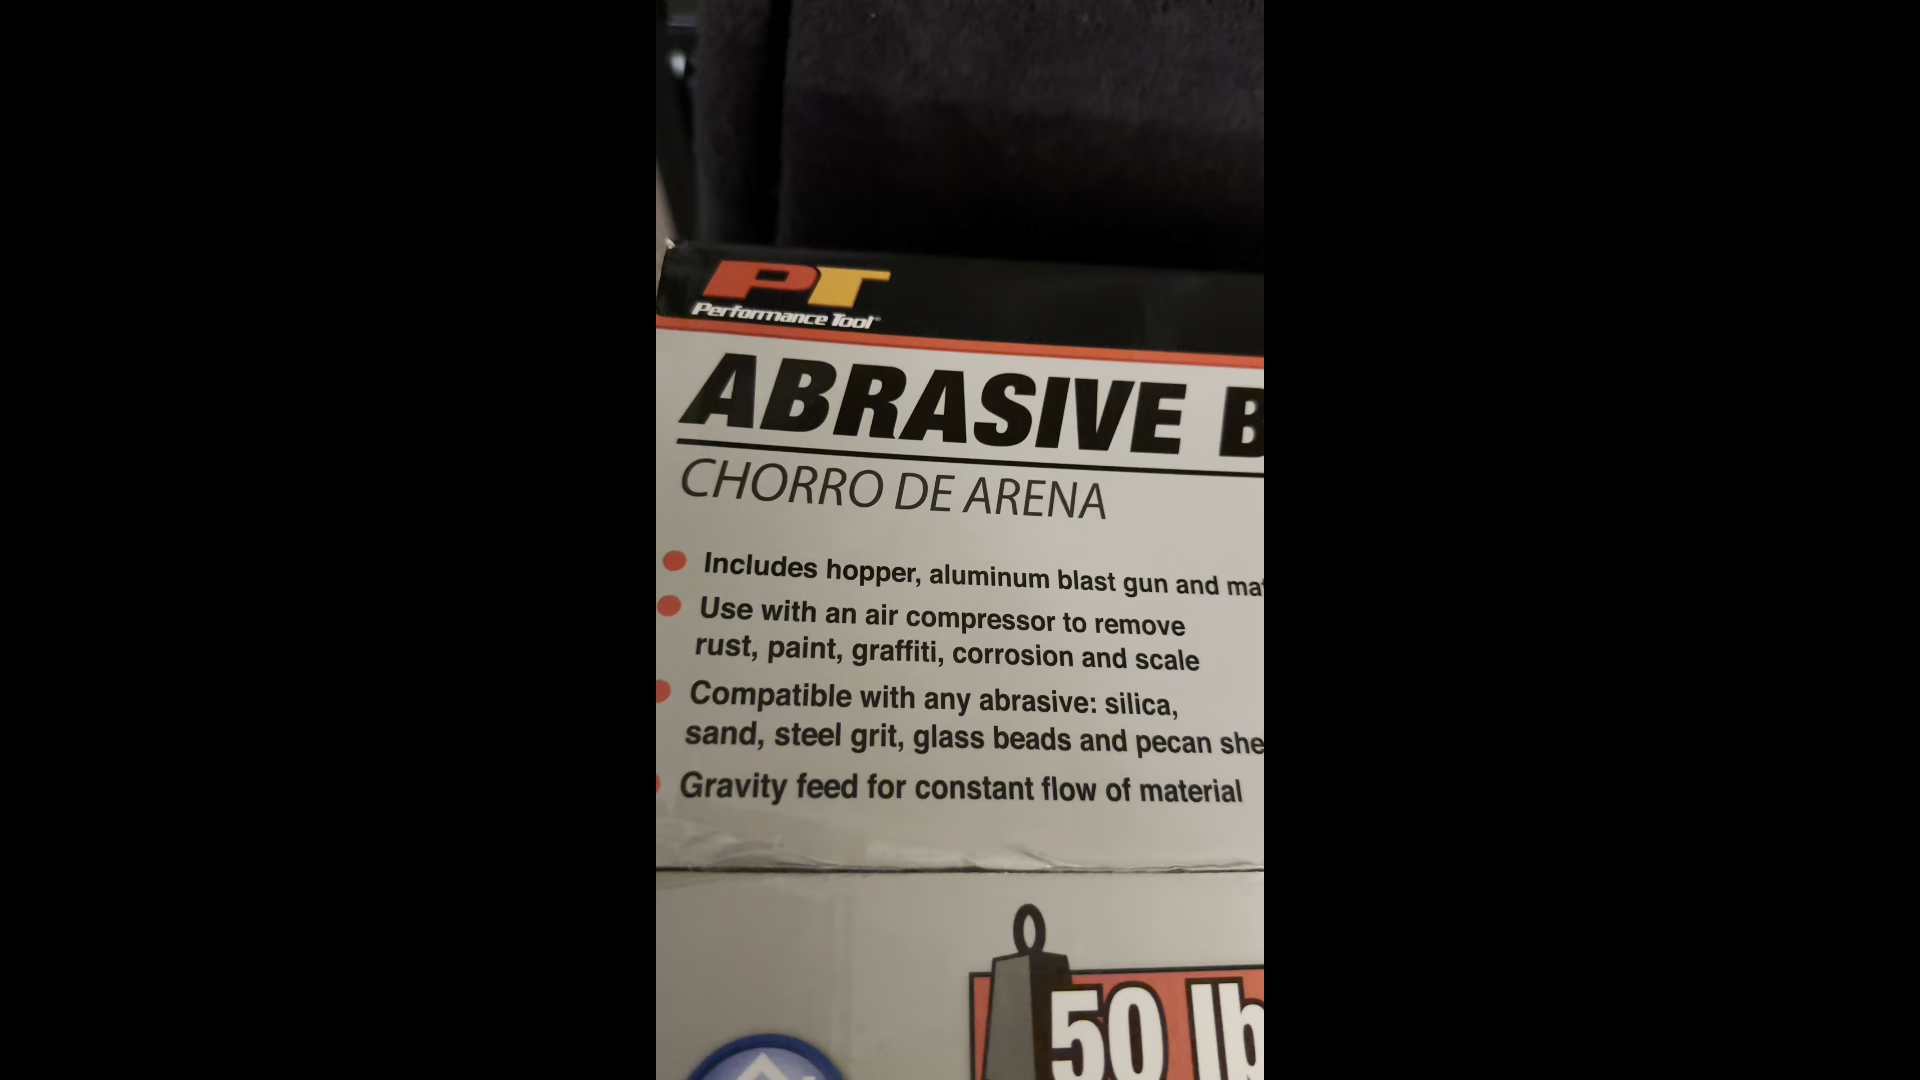 PT
Performance Tool
ABRASIVE B
CHORRO DE ARENA
Includes hopper, aluminum blast gun and
Use with an air compressor to remove
rust, paint, graffiti, corrosion and scale
Compatible with any abrasive: silica,
sand, steel grit, glass beads and pecan she
Gravity feed for constant flow of material
50 lb